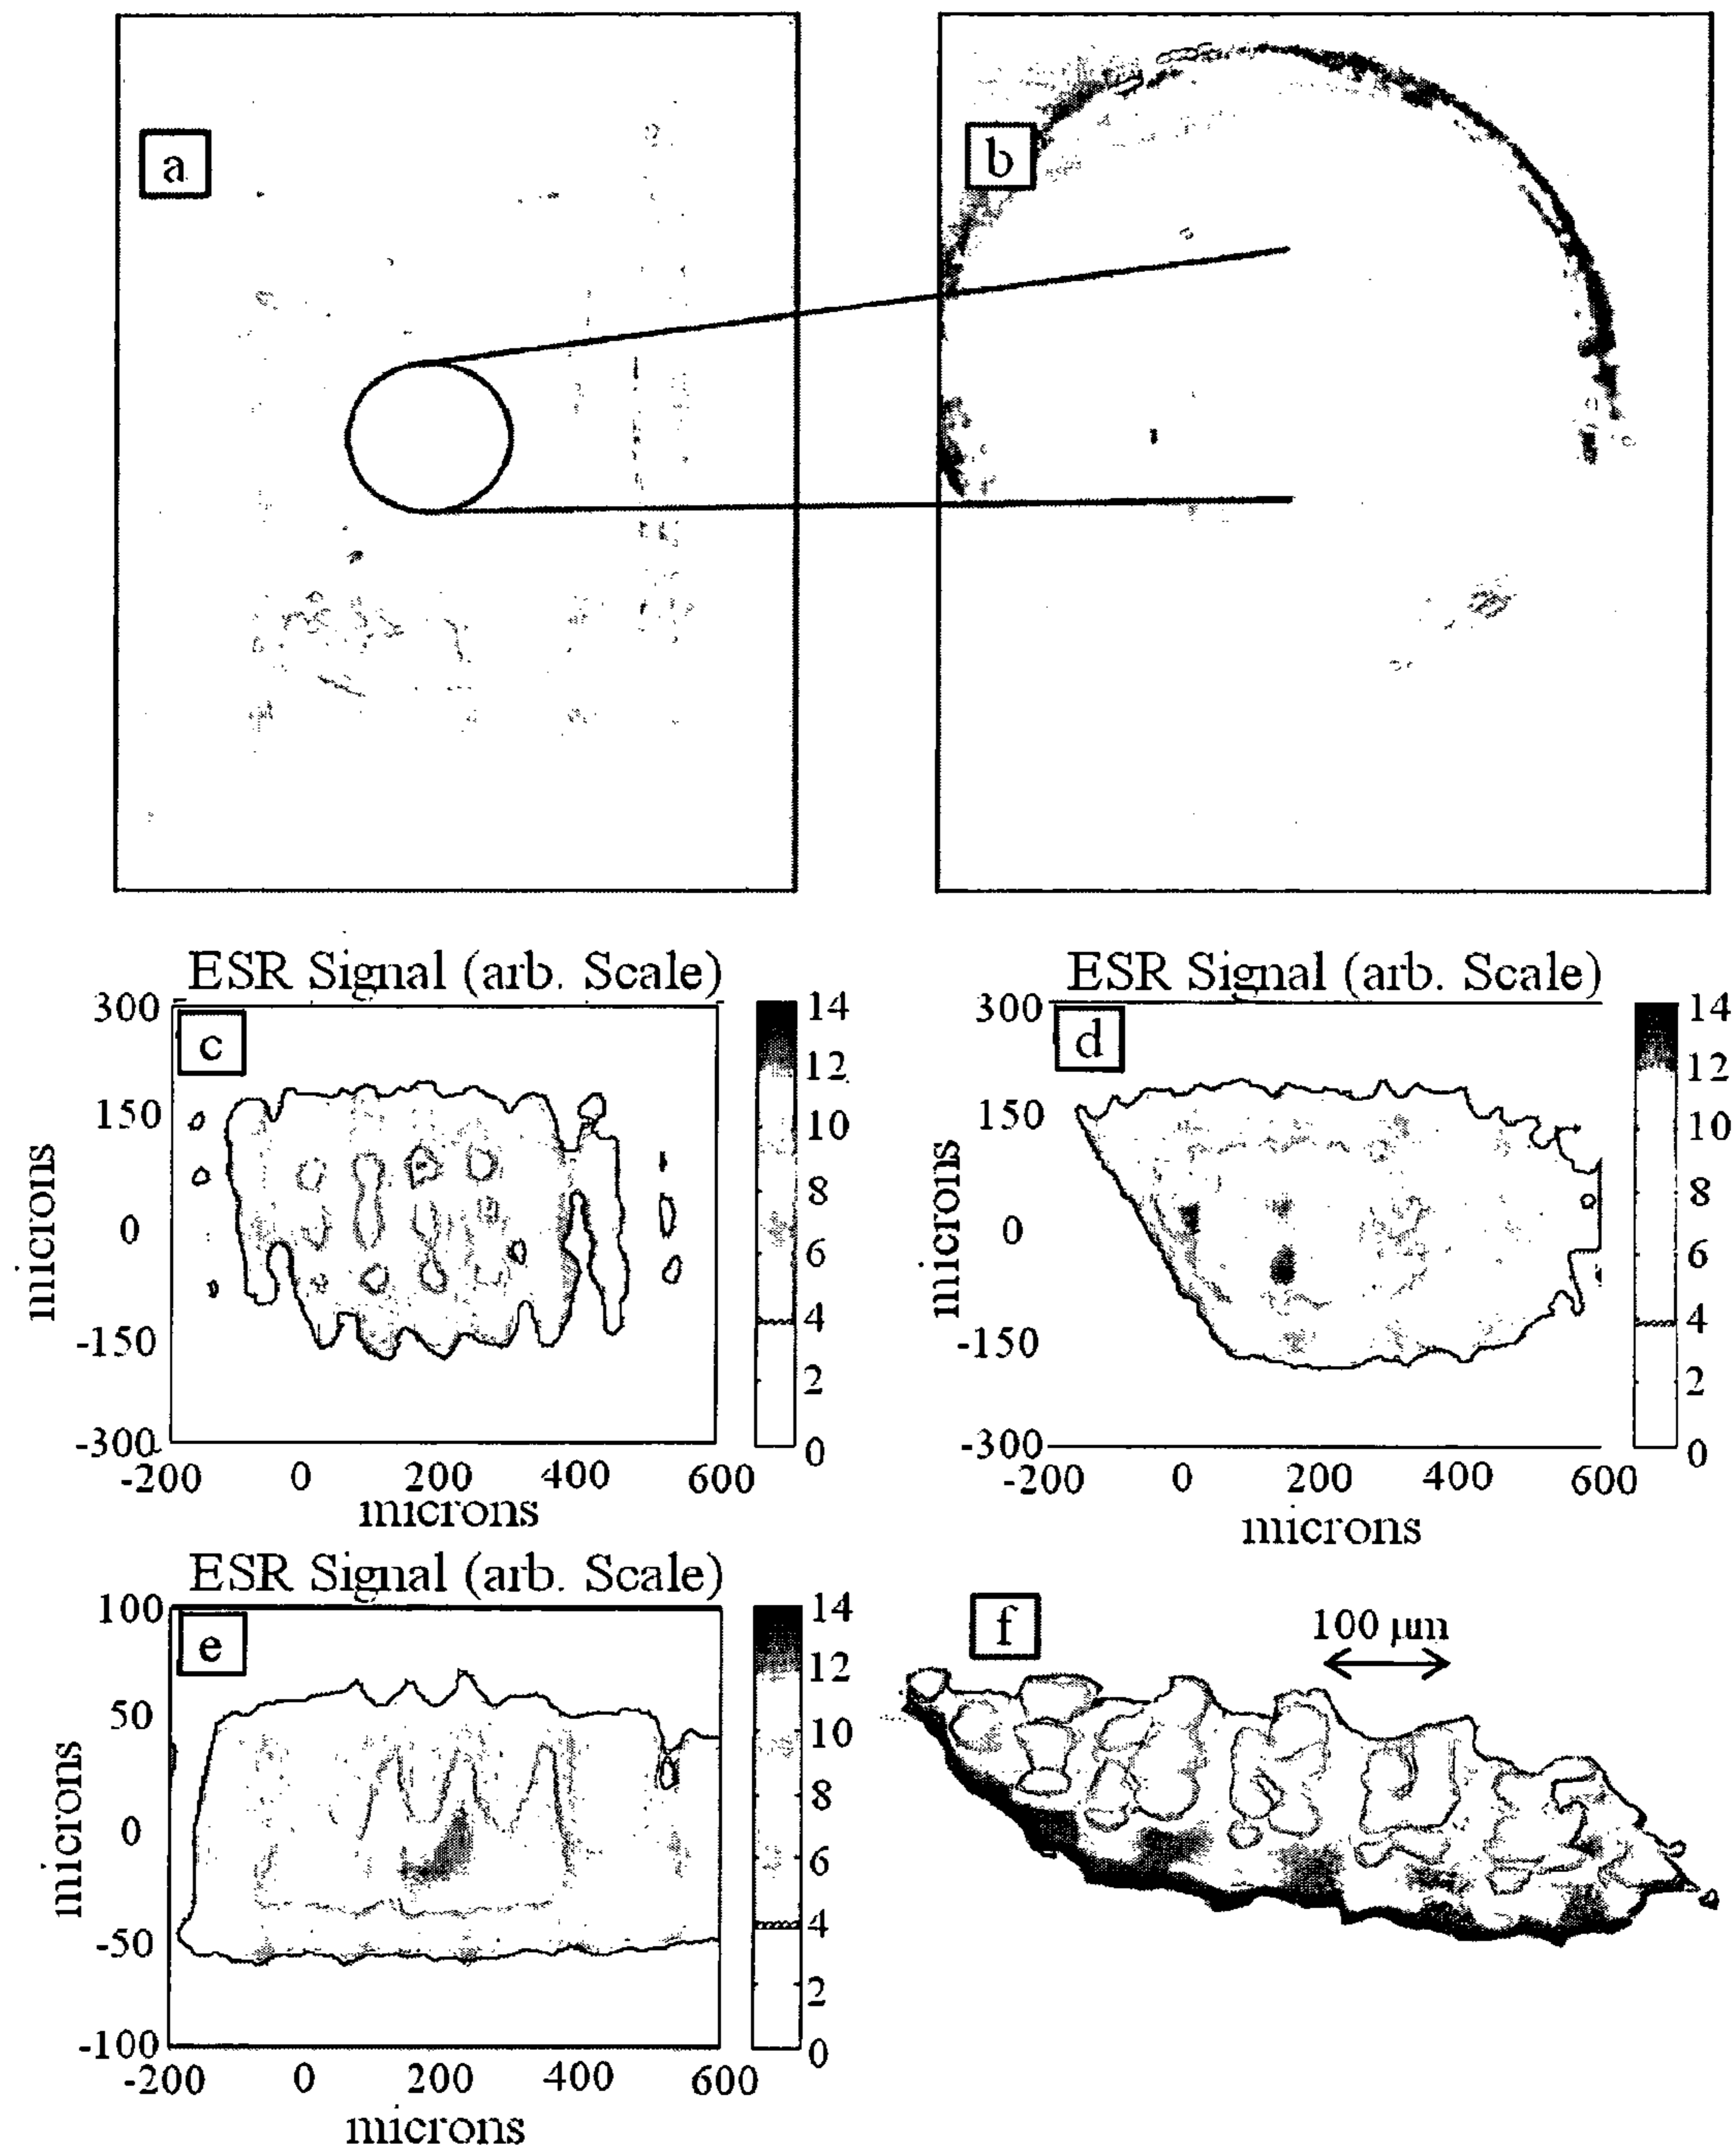 a
b
ESR Signal (arb. Scale)
c
300
150
0
-150
-300
microns
-200 0 200 400 600
microns
14
12
10
8
6
4
2
0
ESR Signal (arb. Scale)
d
300
150
0
-150
-300
microns
-200 0 200 400 600
microns
14
12
10
8
6
4
2
0
ESR Signal (arb. Scale)
e
100
50
0
-50
-100
microns
-200 0 200 400 600
microns
14
12
10
8
6
4
2
0
f
100 μm